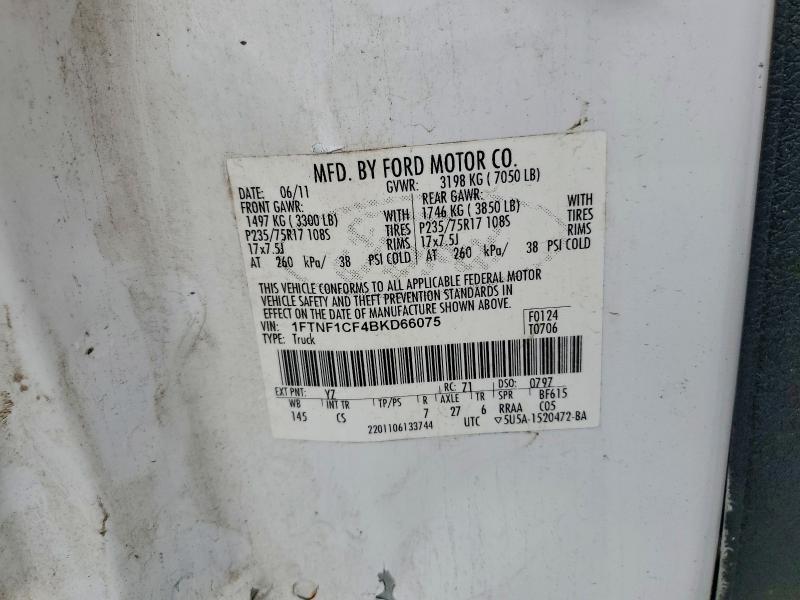 MFD. BY FORD MOTOR CO.
DATE: 06/11 GVWR: 3198 KG ( 7050 LB)
FRONT GAWR: REAR GAWR:
1497 KG ( 3300 LB) WITH 1746 KG ( 3850 LB) WITH
P235/75R17 108S TIRES P235/75R17 108S TIRES
17x7.5J RIMS 17x7.5J RIMS
AT 260 kPa/ 38 PSI COLD AT 260 kPa/ 38 PSI COLD
THIS VEHICLE CONFORMS TO ALL APPLICABLE FEDERAL MOTOR
VEHICLE SAFETY AND THEFT PREVENTION STANDARDS IN
EFFECT ON THE DATE OF MANUFACTURE SHOWN ABOVE.
VIN: 1FTNF1CF4BKD66075 F0124
TYPE: Truck T0706
EXT PNT: YZ RC: 71 DSO: 0797
WB INT TR TP/PS R AXLE TR SPR BF615
145 CS 7 27 6 RRAA C05
2201106133744 UTC ▽5U5A-1520472-BA